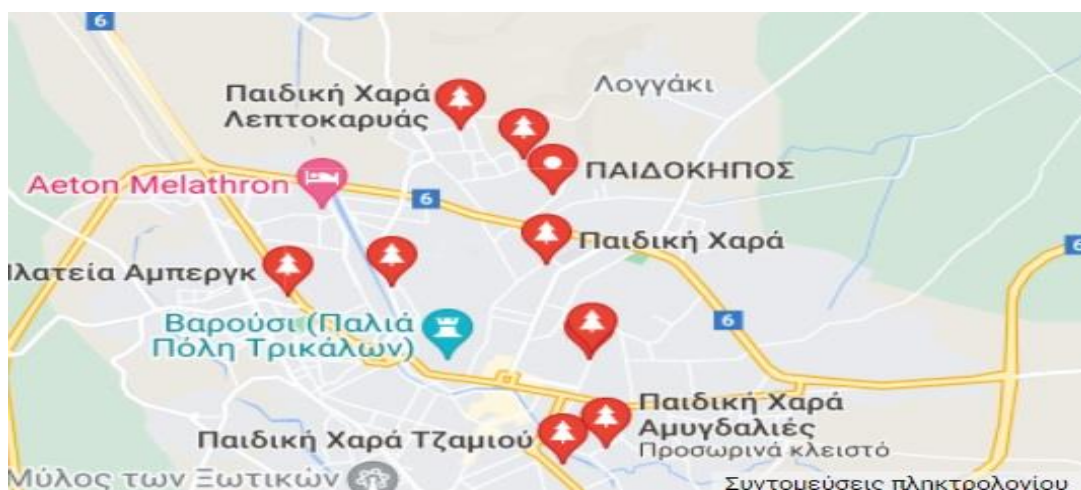 6
Λογγάκι
Παιδική Χαρά
Λεπτοκαρυάς
ΠΑΙΔΟΚΗΠΟΣ
Aeton Melathron
6
Παιδική Χαρά
6
λατεία Αμπεργκ
Βαρούσι (Παλιά
Πόλη Τρικάλων)
6
Παιδική Χαρά
Αμυγδαλιές
Προσωρινά κλειστό
Παιδική Χαρά Τζαμιού
Μύλος των Ξωτικών
Συντομεύσεις πληκτρολογίου